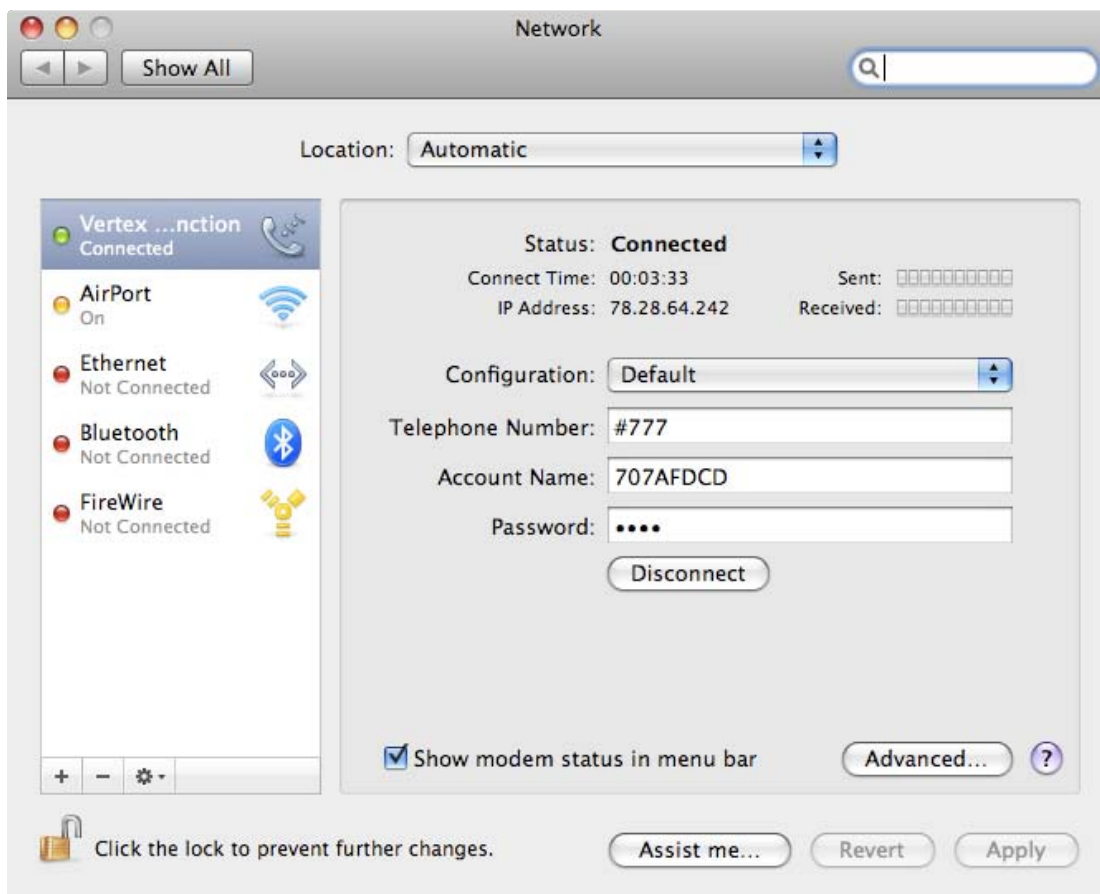 Network
Show All
Location: Automatic
Vertex ...nction
Connected
AirPort
On
Ethernet
Not Connected
Bluetooth
Not Connected
FireWire
Not Connected
Status: Connected
Connect Time: 00:03:33 Sent:
IP Address: 78.28.64.242 Received:
Configuration: Default
Telephone Number: #777
Account Name: 707AFDCD
Password: ••••
Disconnect
Show modem status in menu bar Advanced... ?
Click the lock to prevent further changes. Assist me... Revert Apply